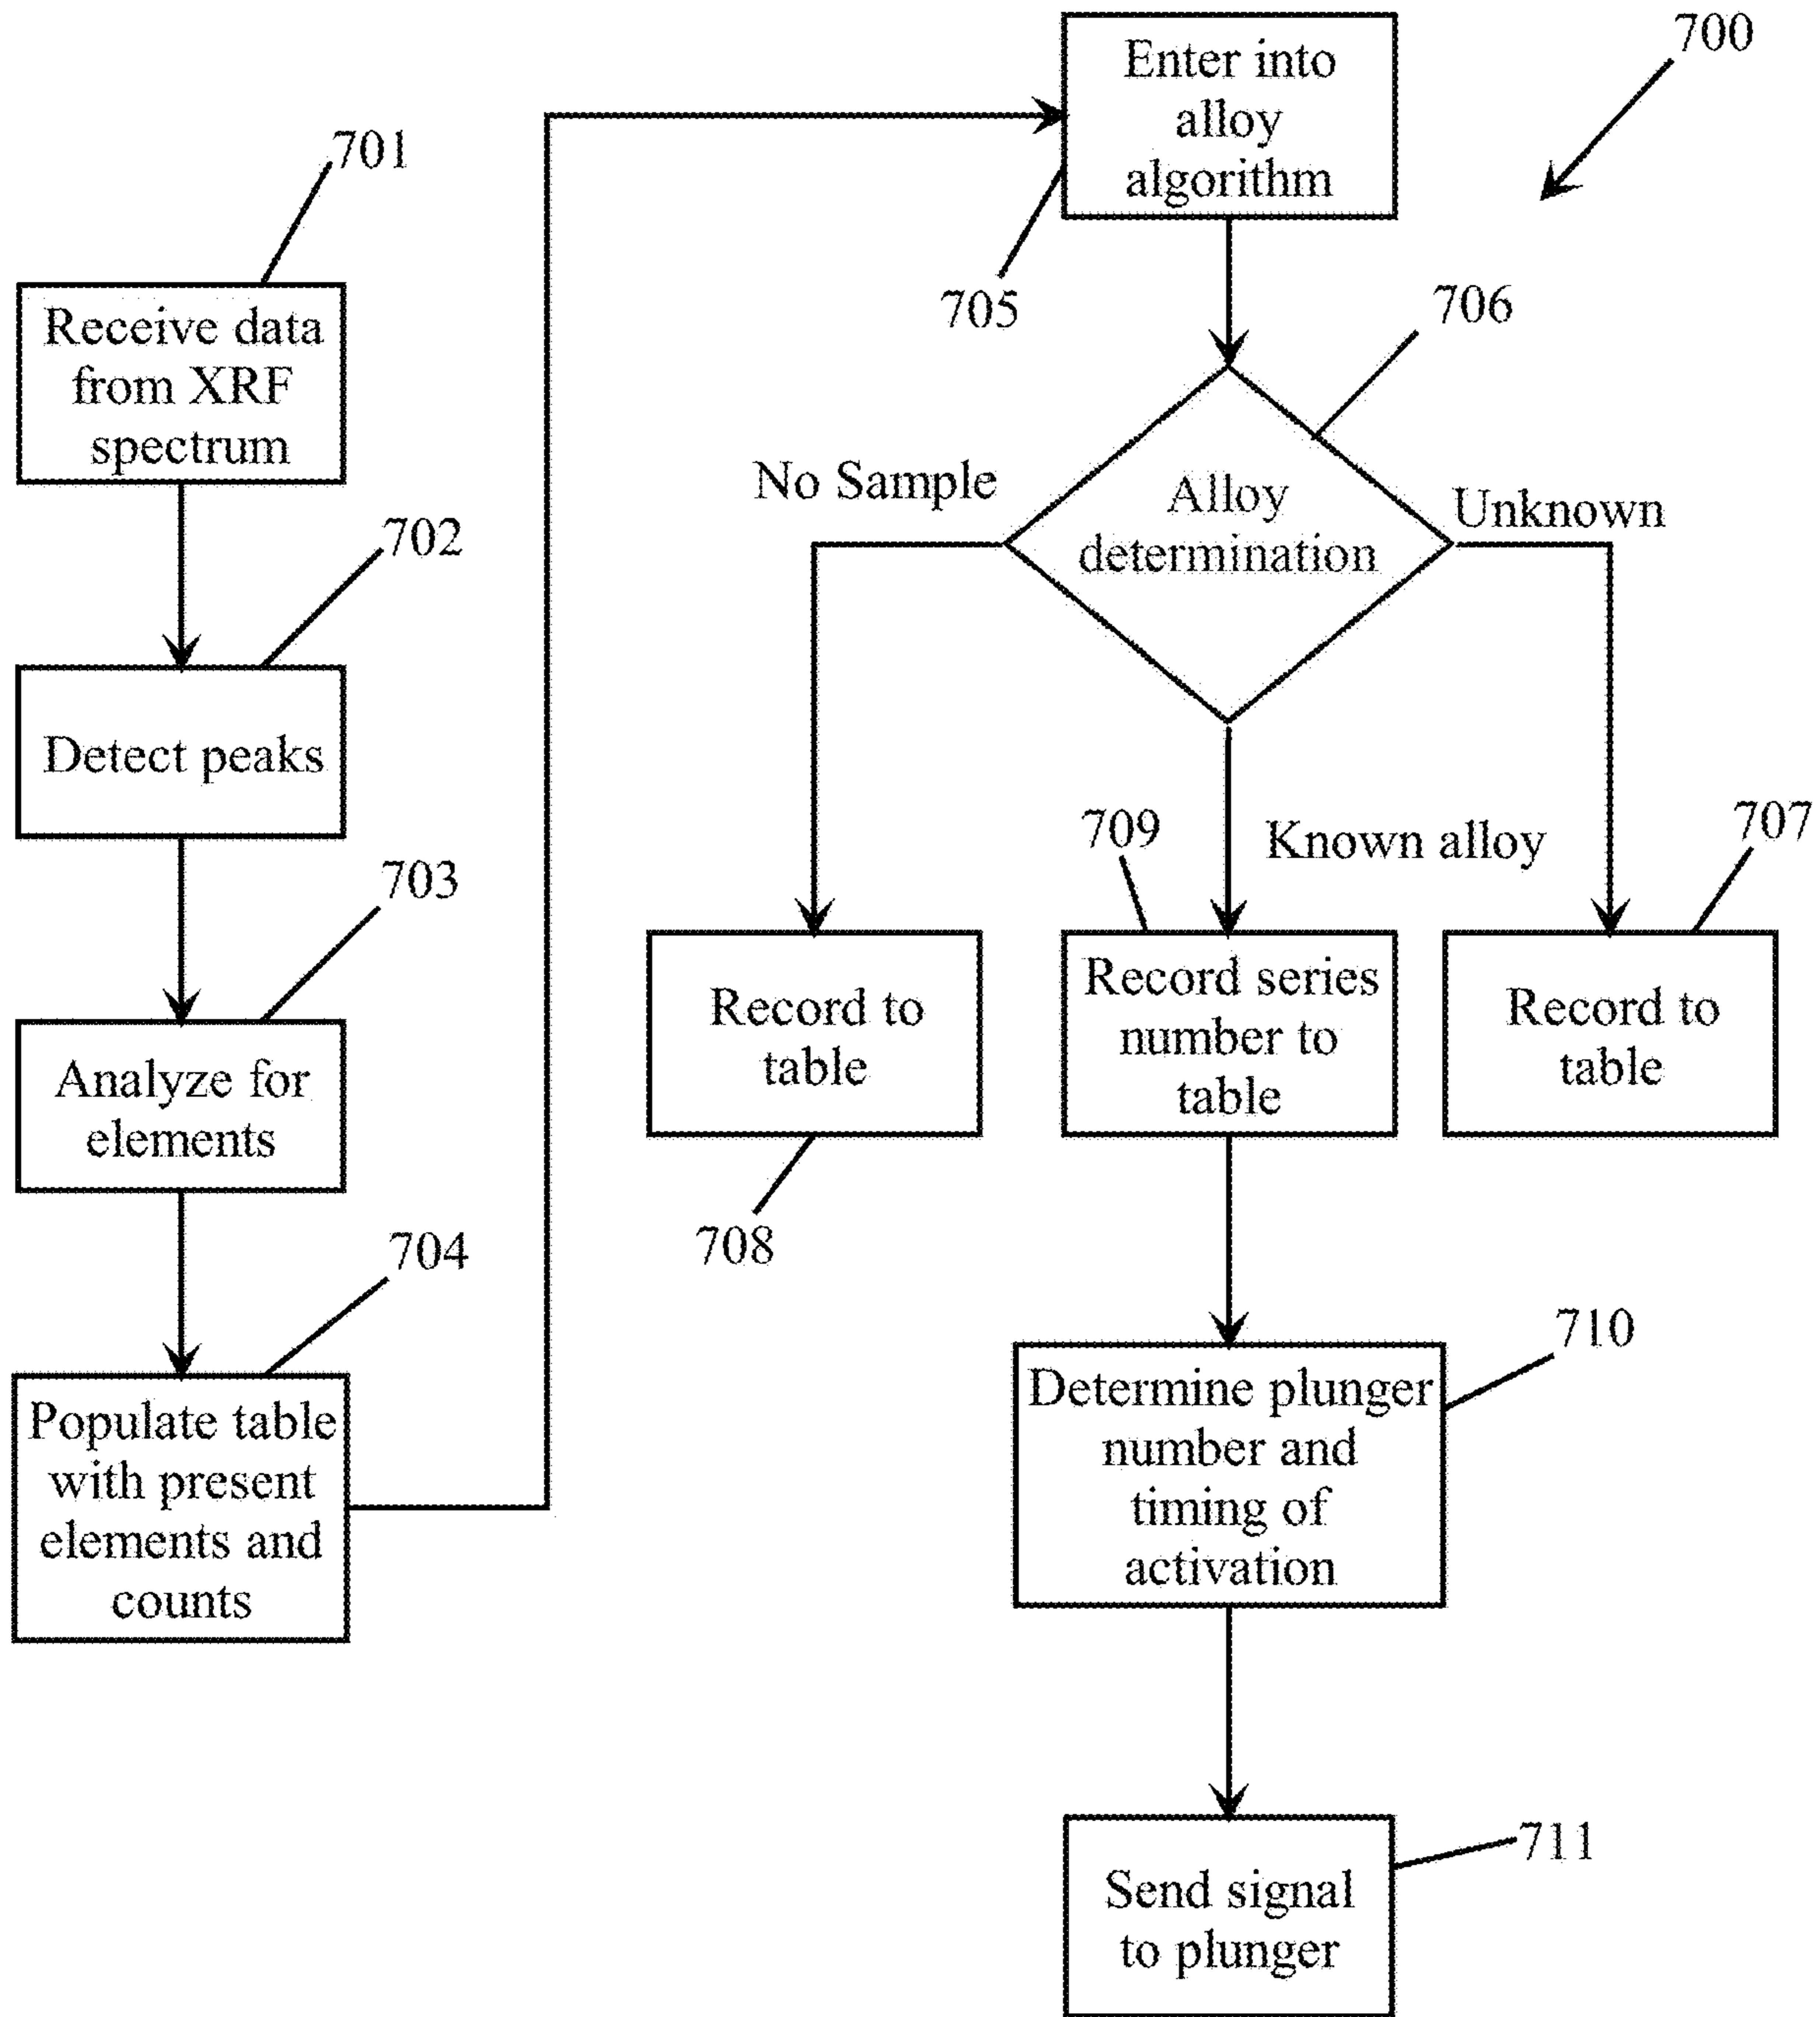 700
701
Receive data
from XRF
spectrum
702
Detect peaks
703
Analyze for
elements
704
Populate table
with present
elements and
counts
Enter into
alloy
algorithm
705
706
Alloy
determination
No Sample
Unknown
Known alloy
708
Record to
table
709
Record series
number to
table
707
Record to
table
710
Determine plunger
number and
timing of
activation
711
Send signal
to plunger